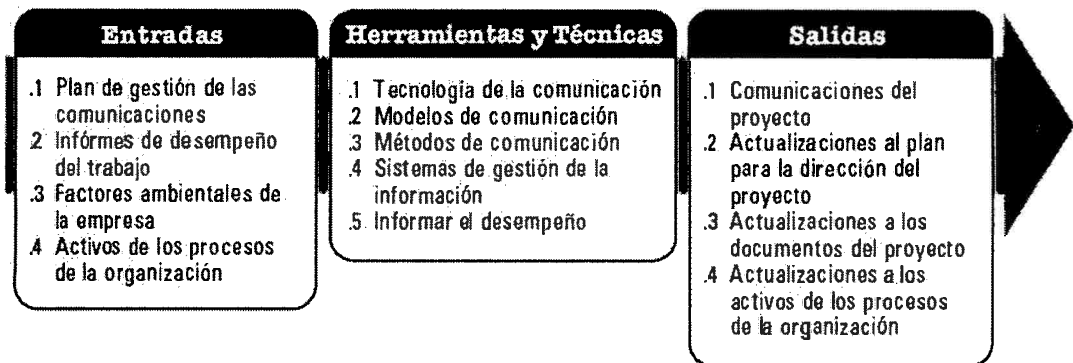 Entradas
.1 Plan de gestión de las
comunicaciones
.2 Infórmes de desempeño
del trabajo
.3 Factores ambientales de
la empresa
.4 Activos de los procesos
de la organización
Herramientas y Técnicas
.1 Tecnología de la comunicación
.2 Modelos de comunicación
.3 Métodos de comunicación
.4 Sistemas de gestión de la
información
.5 Informar el desempeño
Salidas
.1 Comunicaciones del
proyecto
.2 Actualizaciones al plan
para la dirección del
proyecto
.3 Actualizaciones a los
documentos del proyecto
.4 Actualizaciones a los
activos de los procesos
de la organización